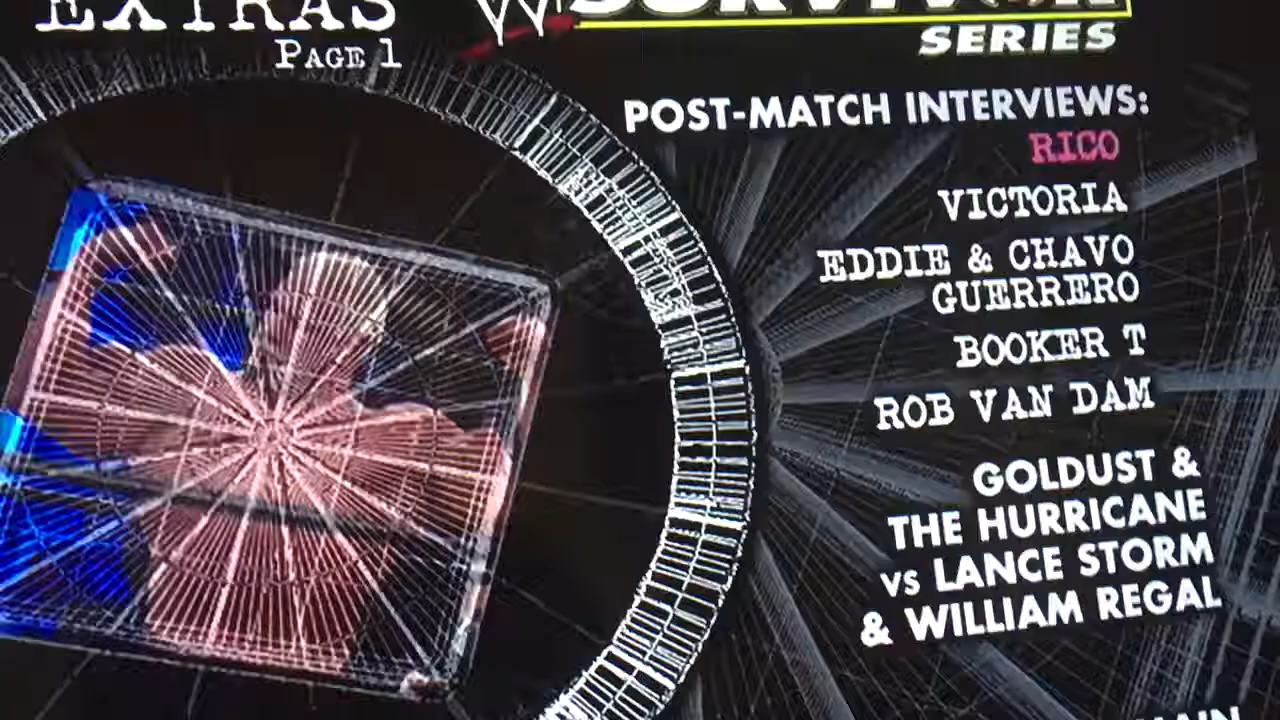 EXTRAS
PAGE 1
SURVIVOR
SERIES
POST-MATCH INTERVIEWS:
RICO
VICTORIA
EDDIE & CHAVO
GUERRERO
BOOKER T
ROB VAN DAM
GOLDUST &
THE HURRICANE
VS LANCE STORM
& WILLIAM REGAL